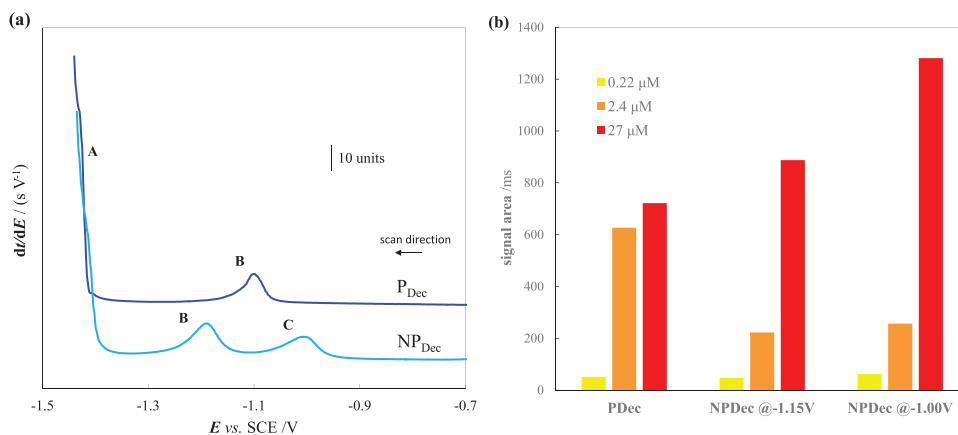 (a)
A
10 units
scan direction
B
P_Dec
B
C
NP_Dec
dt/dE / (s V⁻¹)
-1.5
-1.3
-1.1
-0.9
-0.7
E vs. SCE /V
(b)
1400
1200
1000
800
600
400
200
0
signal area /ms
0.22 µM
2.4 µM
27 µM
PDec
NPDec @-1.15V
NPDec @-1.00V